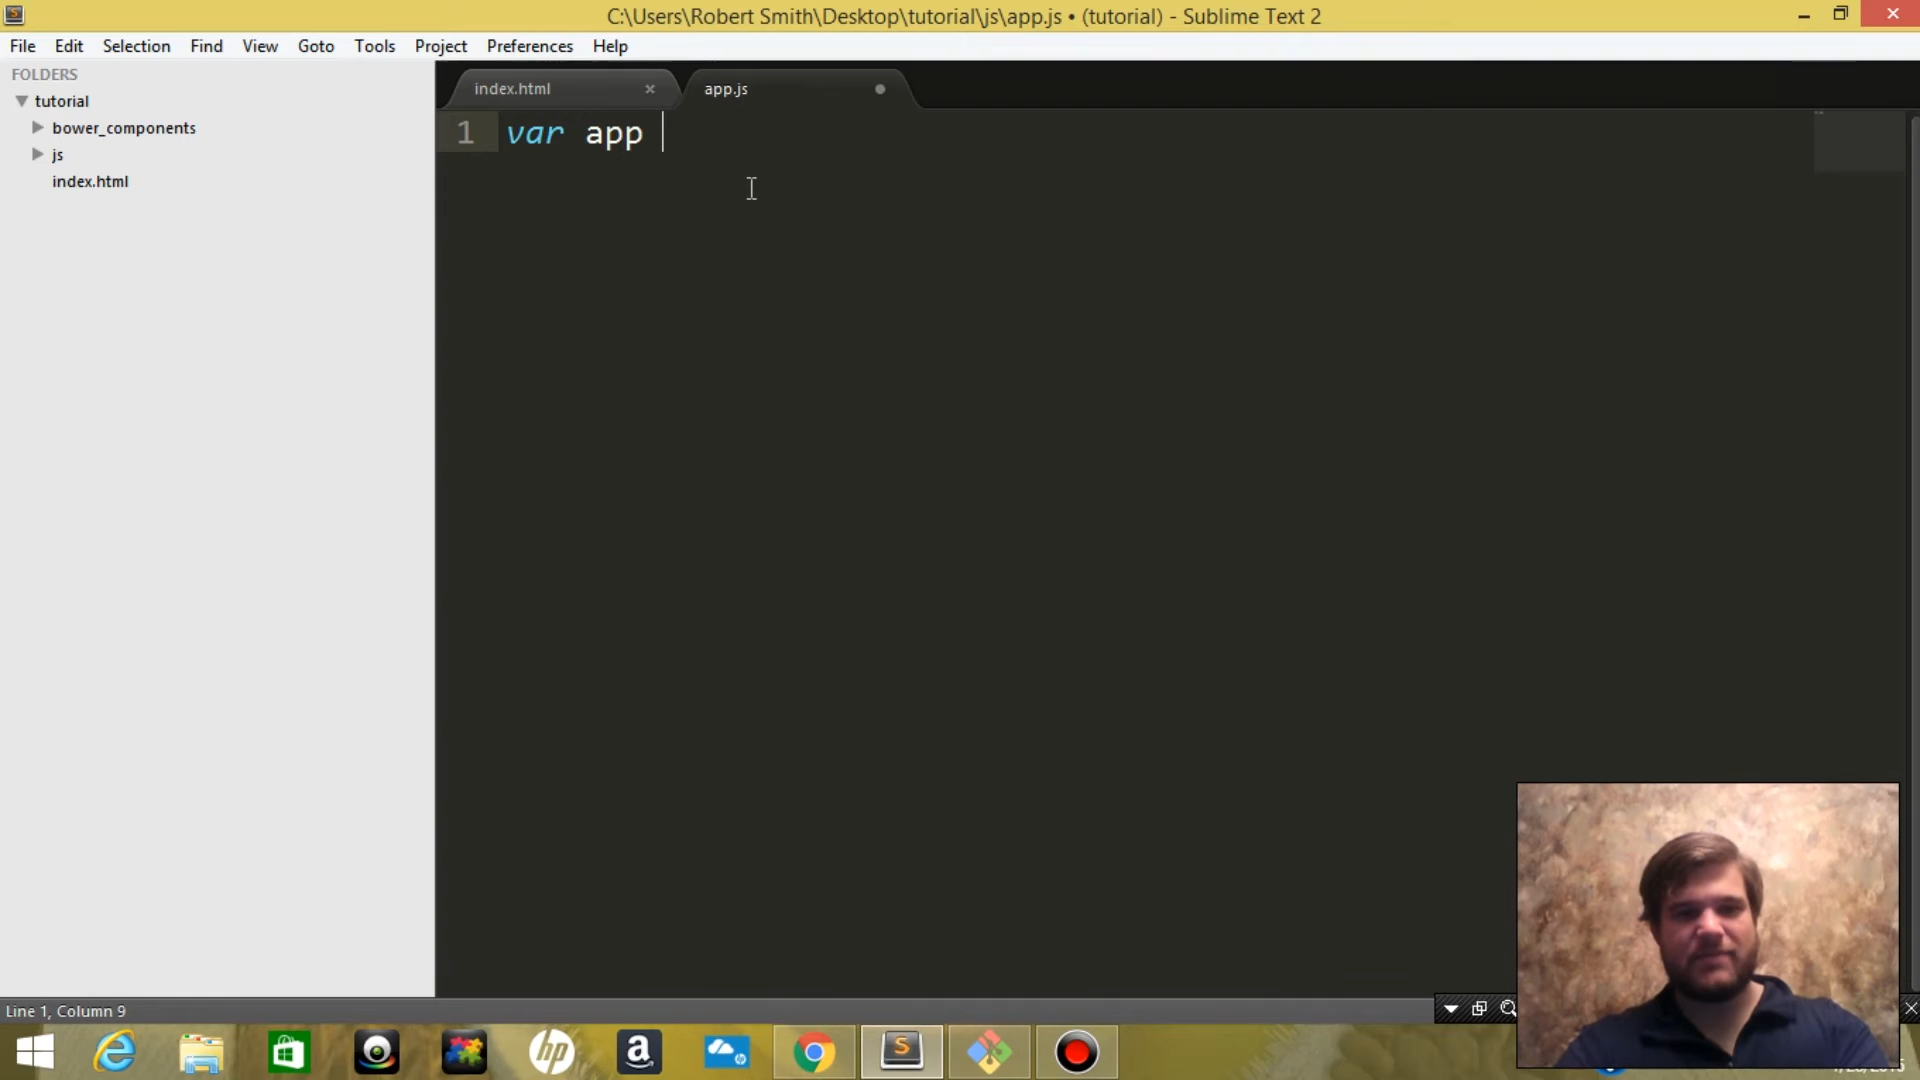 C:\Users\Robert Smith\Desktop\tutorial\js\app.js • (tutorial) - Sublime Text 2
File Edit Selection Find View Goto Tools Project Preferences Help
FOLDERS
tutorial
bower_components
js
index.html
index.html
app.js
1 var app
Line 1, Column 9
hp
a